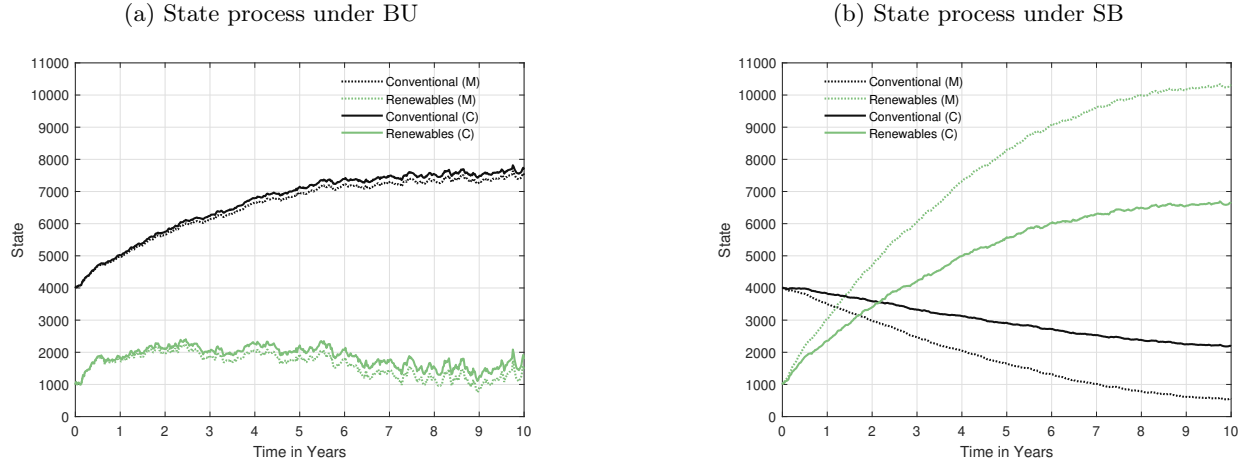 (a) State process under BU
11000
10000
9000
8000
7000
6000
5000
4000
3000
2000
1000
0
State
Conventional (M)
Renewables (M)
Conventional (C)
Renewables (C)
0 1 2 3 4 5 6 7 8 9 10
Time in Years
(b) State process under SB
11000
10000
9000
8000
7000
6000
5000
4000
3000
2000
1000
0
State
Conventional (M)
Renewables (M)
Conventional (C)
Renewables (C)
0 1 2 3 4 5 6 7 8 9 10
Time in Years